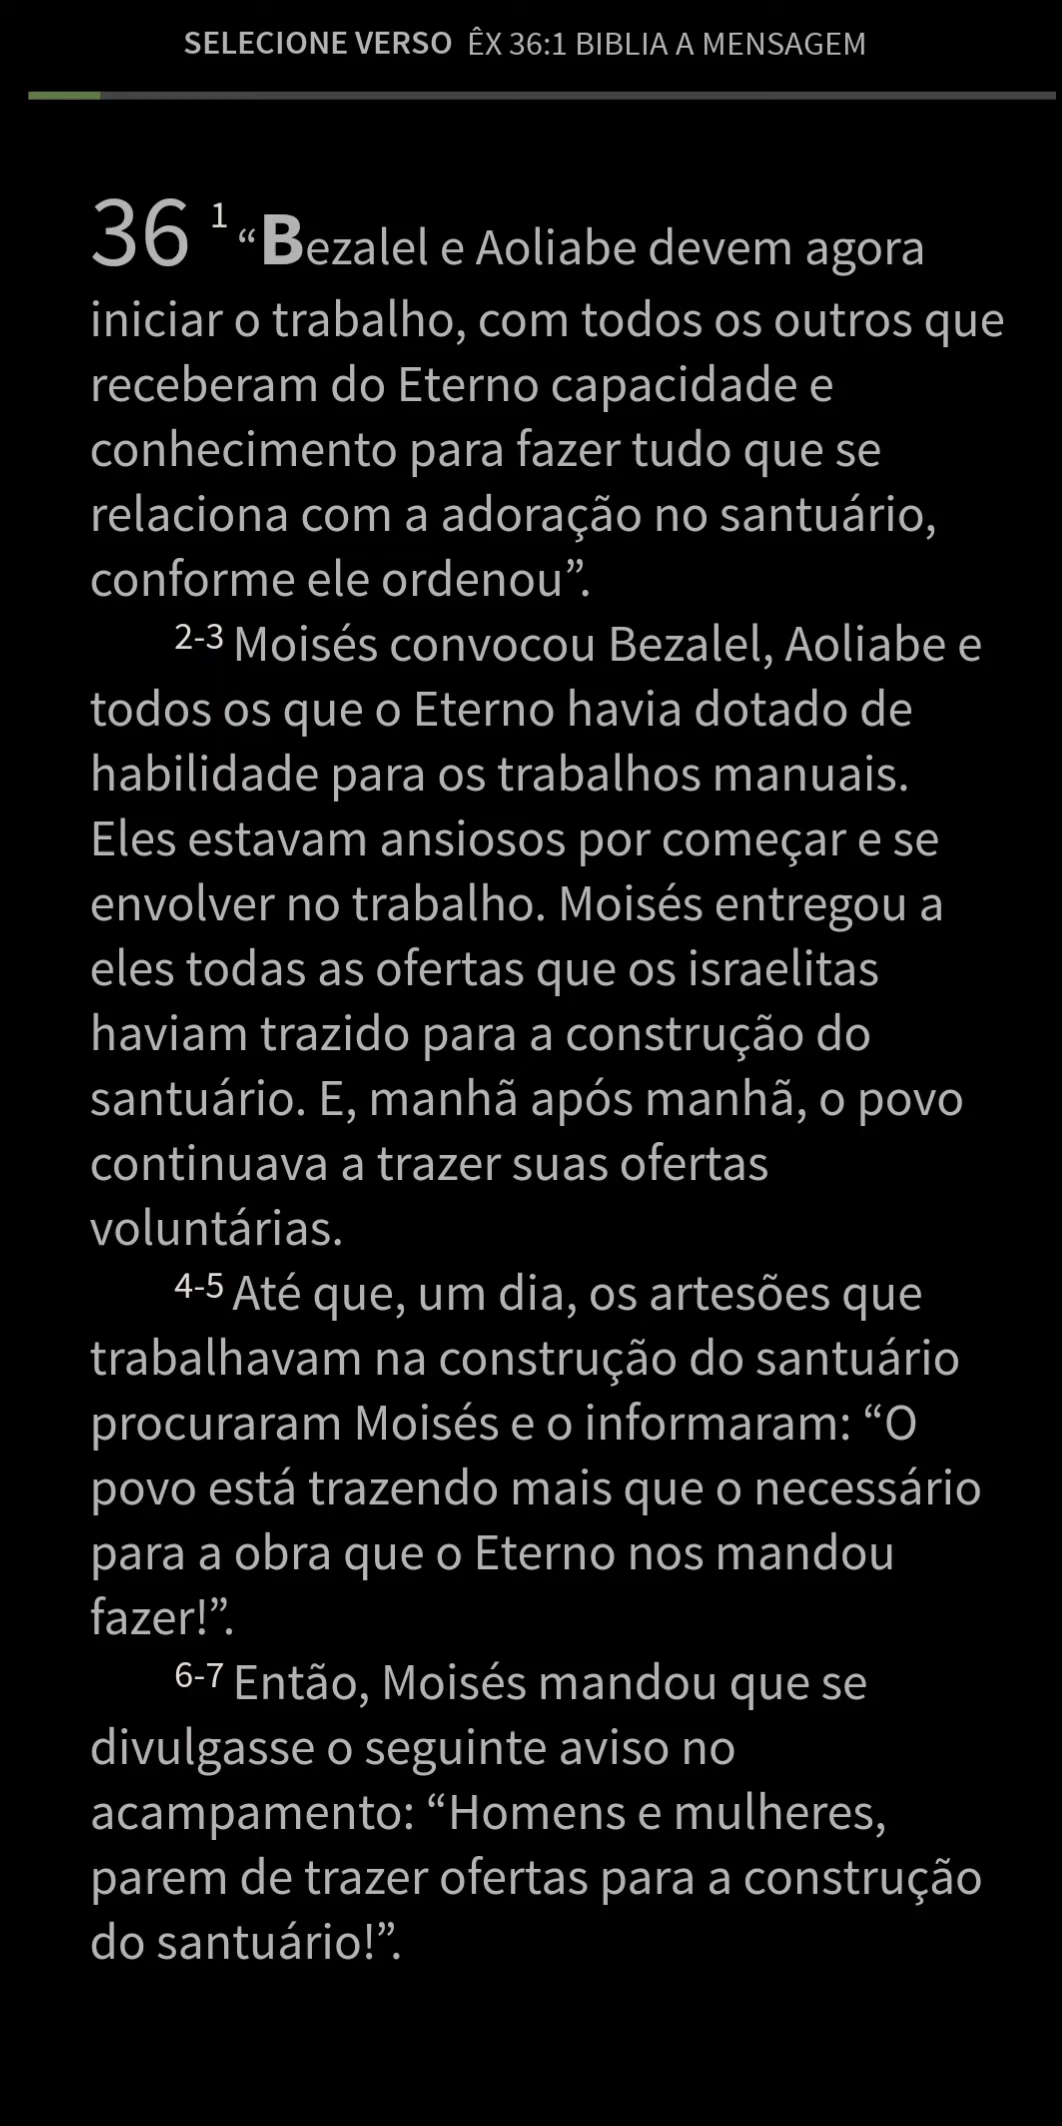 SELECIONE VERSO ÊX 36:1 BIBLIA A MENSAGEM
36 1 “Bezalel e Aoliabe devem agora
iniciar o trabalho, com todos os outros que
receberam do Eterno capacidade e
conhecimento para fazer tudo que se
relaciona com a adoração no santuário,
conforme ele ordenou”.
2-3 Moisés convocou Bezalel, Aoliabe e
todos os que o Eterno havia dotado de
habilidade para os trabalhos manuais.
Eles estavam ansiosos por começar e se
envolver no trabalho. Moisés entregou a
eles todas as ofertas que os israelitas
haviam trazido para a construção do
santuário. E, manhã após manhã, o povo
continuava a trazer suas ofertas
voluntárias.
4-5 Até que, um dia, os artesões que
trabalhavam na construção do santuário
procuraram Moisés e o informaram: “O
povo está trazendo mais que o necessário
para a obra que o Eterno nos mandou
fazer!”.
6-7 Então, Moisés mandou que se
divulgasse o seguinte aviso no
acampamento: “Homens e mulheres,
parem de trazer ofertas para a construção
do santuário!”.